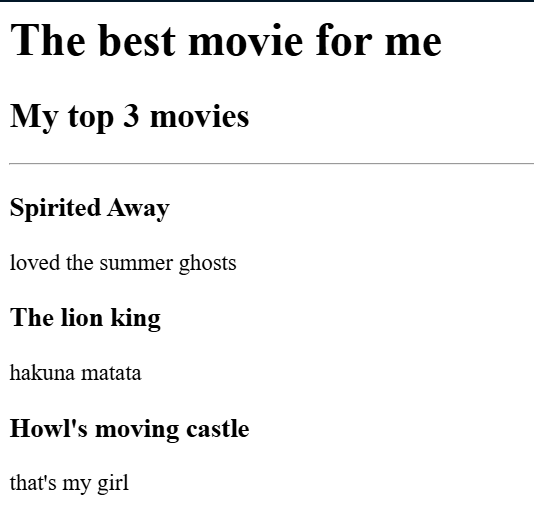 The best movie for me
My top 3 movies
Spirited Away
loved the summer ghosts
The lion king
hakuna matata
Howl's moving castle
that's my girl